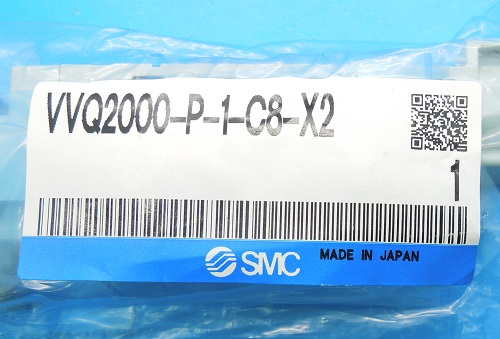 VVQ2000-P-1-C8-X2
1
SMC MADE IN JAPAN